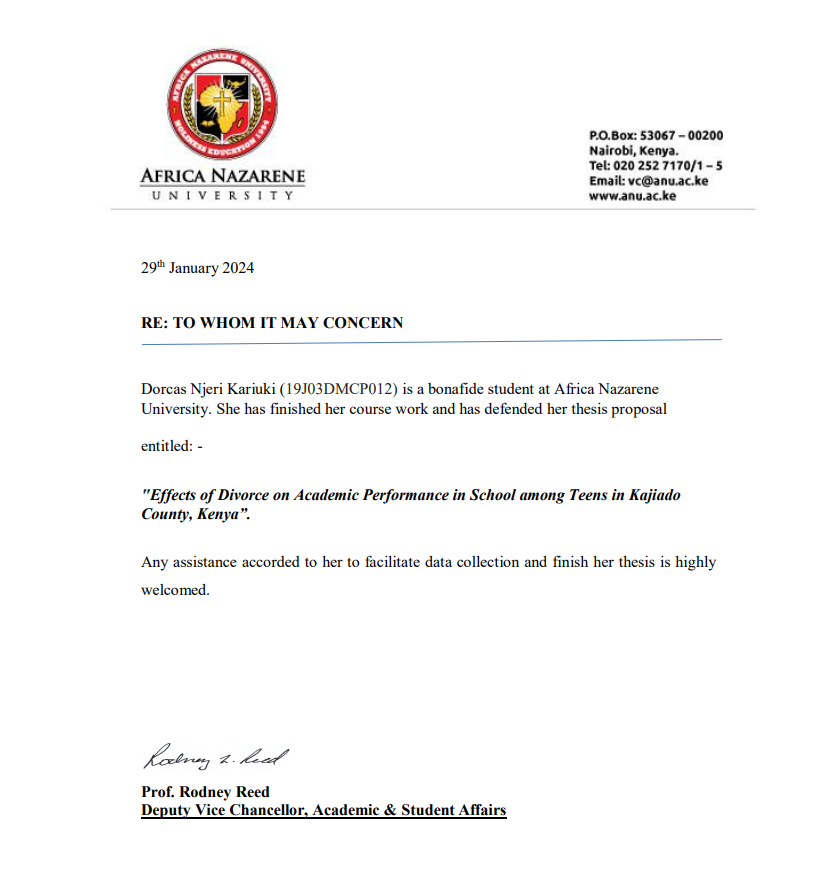 AFRICA NAZARENE UNIVERSITY
HOLINESS EDUCATION 1994
AFRICA NAZARENE
UNIVERSITY
P.O.Box: 53067 – 00200
Nairobi, Kenya.
Tel: 020 252 7170/1 – 5
Email: vc@anu.ac.ke
www.anu.ac.ke
29th January 2024
RE: TO WHOM IT MAY CONCERN
Dorcas Njeri Kariuki (19J03DMCP012) is a bonafide student at Africa Nazarene
University. She has finished her course work and has defended her thesis proposal
entitled: -
"Effects of Divorce on Academic Performance in School among Teens in Kajiado
County, Kenya”.
Any assistance accorded to her to facilitate data collection and finish her thesis is highly
welcomed.
Rodney L. Reed
Prof. Rodney Reed
Deputy Vice Chancellor, Academic & Student Affairs